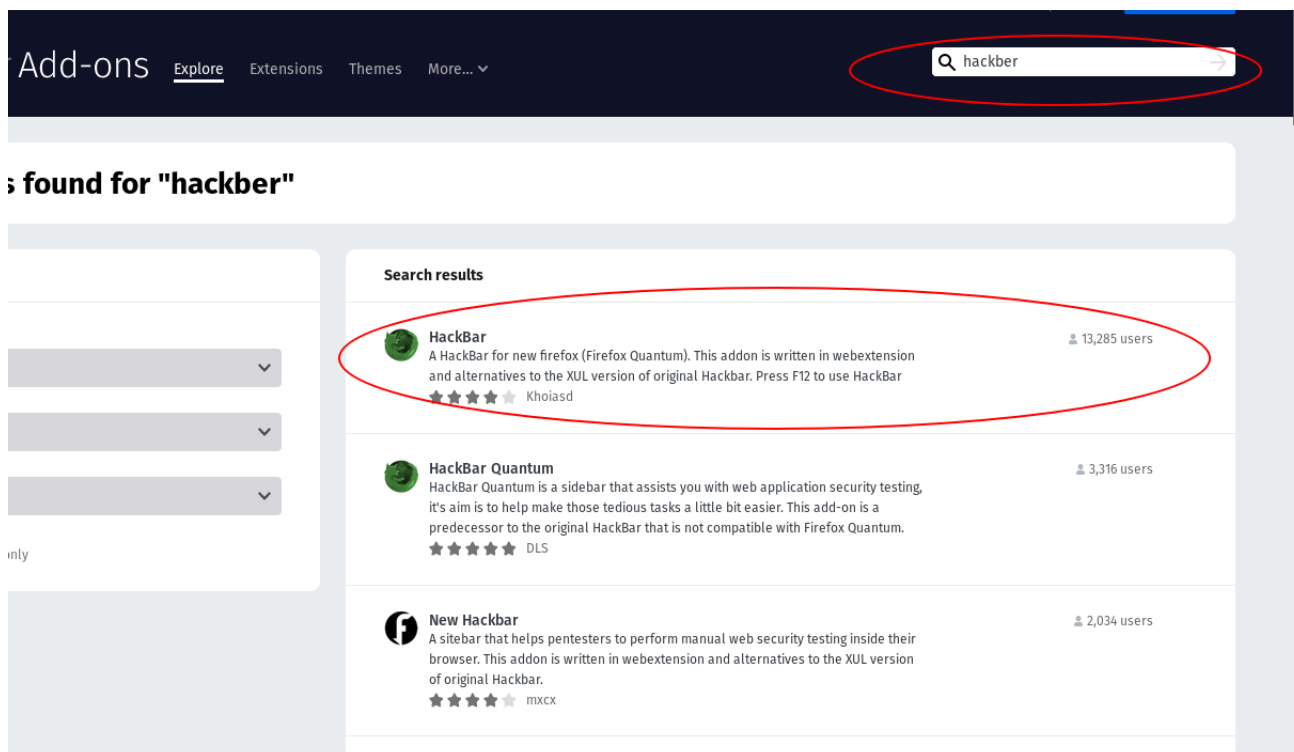 Add-ons Explore Extensions Themes More...
hackber
s found for "hackber"
Search results
HackBar
13,285 users
A HackBar for new firefox (Firefox Quantum). This addon is written in webextension
and alternatives to the XUL version of original Hackbar. Press F12 to use HackBar
Khoiasd
HackBar Quantum
3,316 users
HackBar Quantum is a sidebar that assists you with web application security testing,
it's aim is to help make those tedious tasks a little bit easier. This add-on is a
predecessor to the original HackBar that is not compatible with Firefox Quantum.
DLS
only
New Hackbar
2,034 users
A sitebar that helps pentesters to perform manual web security testing inside their
browser. This addon is written in webextension and alternatives to the XUL version
of original Hackbar.
mxcx